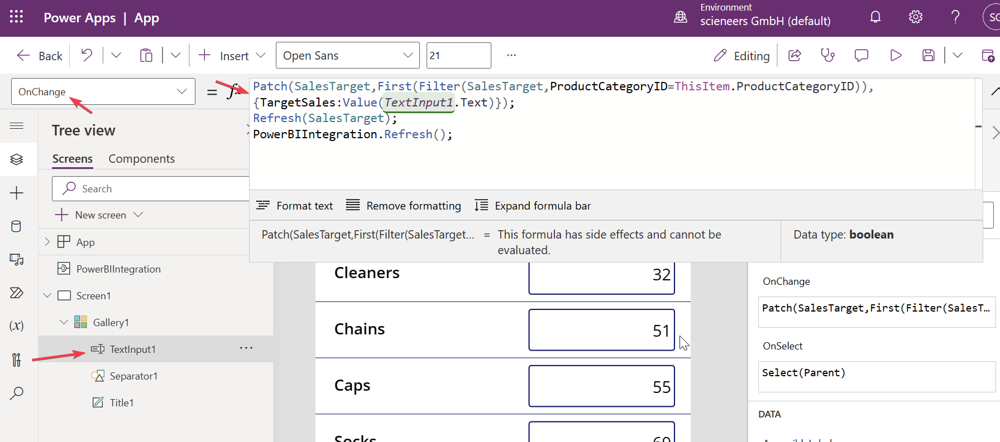 Power Apps | App
Environment
scieneers GmbH (default)
SG
Back
Insert
Open Sans
21
...
Editing
OnChange
= fx
Patch(SalesTarget,First(Filter(SalesTarget,ProductCategoryID=ThisItem.ProductCategoryID)),
{TargetSales:Value(TextInput1.Text)});
Refresh(SalesTarget);
PowerBIIntegration.Refresh();
Format text
Remove formatting
Expand formula bar
Patch(SalesTarget,First(Filter(SalesTarget... = This formula has side effects and cannot be
evaluated.
Data type: boolean
Tree view
Screens
Components
Search
New screen
App
PowerBIIntegration
Screen1
Gallery1
TextInput1
...
Separator1
Title1
(x)
Cleaners
32
Chains
51
Caps
55
Socks
69
OnChange
Patch(SalesTarget,First(Filter(SalesT...
OnSelect
Select(Parent)
DATA